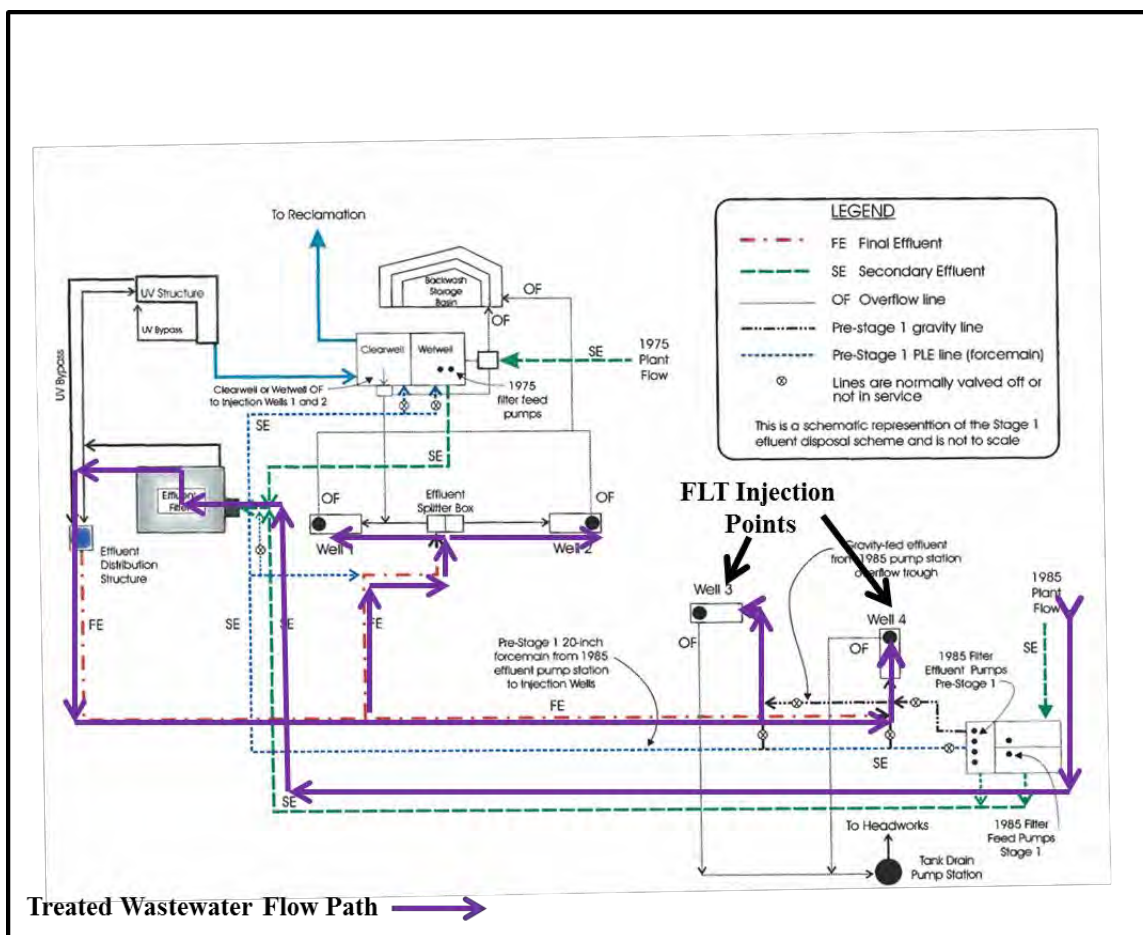 To Reclamation
LEGEND
FE Final Effluent
SE Secondary Effluent
OF Overflow line
Pre-stage 1 gravity line
Pre-Stage 1 PLE line (forcemain)
Lines are normally valved off or
not in service
This is a schematic representtion of the Stage 1
efluent disposal scheme and is not to scale
Backwash
Storage
Basin
OF
OF
UV Structure
UV Bypass
UV Bypass
Clearwell
Wetwell
SE
1975
Plant
Flow
1975
filter feed
pumps
Clearwell or Wetwell OF
to Injection Wells 1 and 2
SE
SE
Effluent
Filter
OF
Effluent
Splitter Box
OF
Well 1
Well 2
FLT Injection
Points
Effluent
Distribution
Structure
Gravity-fed effluent
from 1985 pump station
overflow trough
1985
Plant
Flow
Well 3
Well 4
OF
OF
SE
FE
SE
SE
FE
Pre-Stage 1 20-inch
forcemain from 1985
effluent pump station
to Injection Wells
1985 Filter
Effluent Pumps
Pre-Stage 1
FE
SE
SE
To Headworks
1985 Filter
Feed Pumps
Stage 1
Tank Drain
Pump Station
Treated Wastewater Flow Path